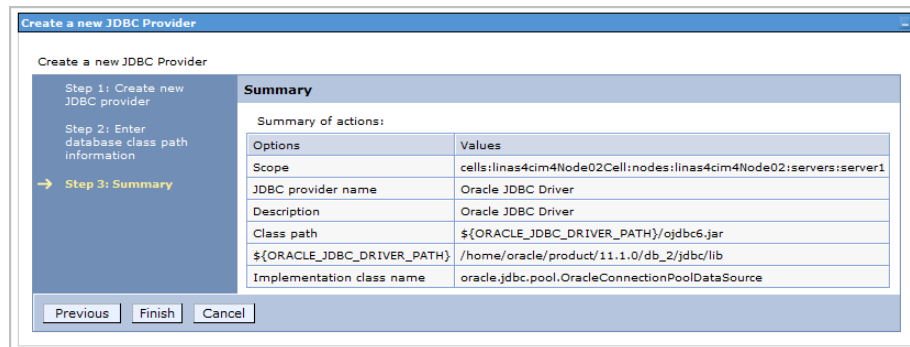 Create a new JDBC Provider
Create a new JDBC Provider
Step 1: Create new
JDBC provider
Step 2: Enter
database class path
information
Step 3: Summary
Summary
Summary of actions:
Options Values
Scope cells:linas4cim4Node02Cell:nodes:linas4cim4Node02:servers:server1
JDBC provider name Oracle JDBC Driver
Description Oracle JDBC Driver
Class path ${ORACLE_JDBC_DRIVER_PATH}/ojdbc6.jar
${ORACLE_JDBC_DRIVER_PATH} /home/oracle/product/11.1.0/db_2/jdbc/lib
Implementation class name oracle.jdbc.pool.OracleConnectionPoolDataSource
Previous Finish Cancel